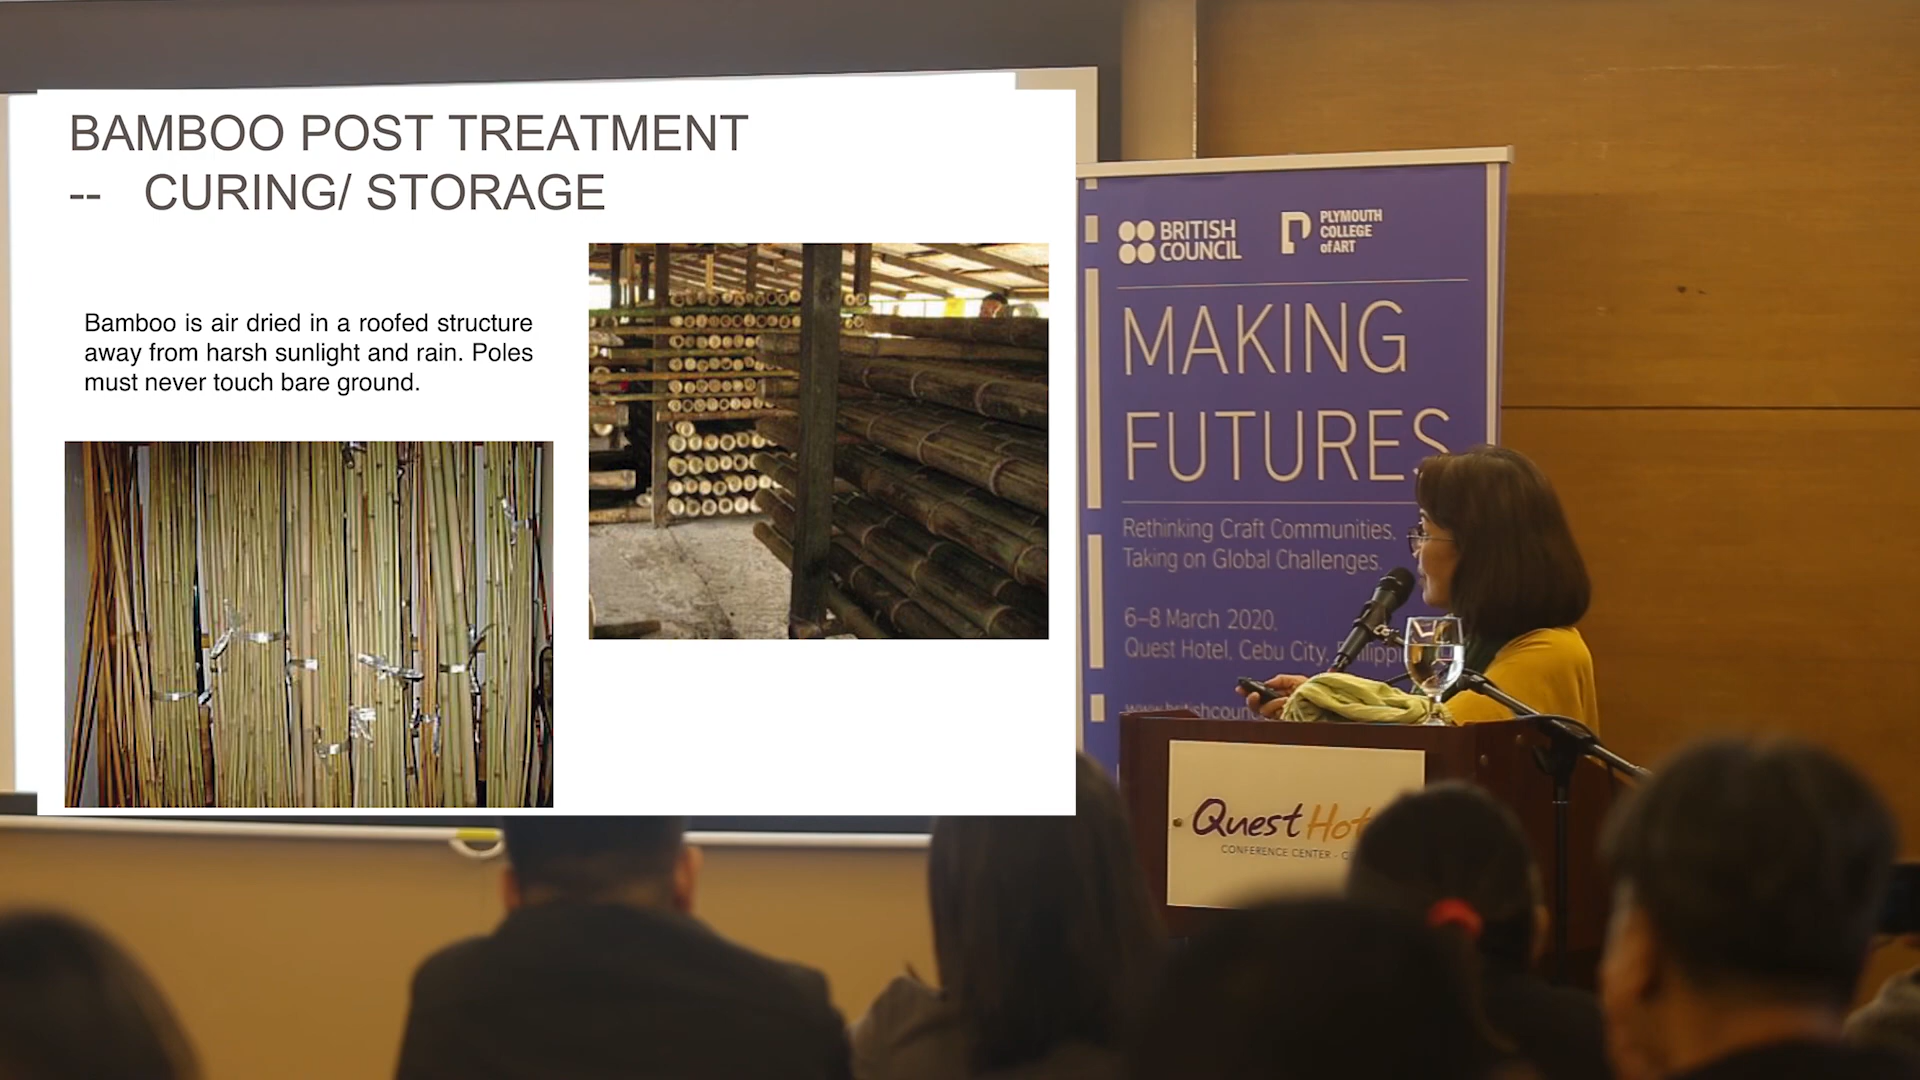 BAMBOO POST TREATMENT
-- CURING/ STORAGE
Bamboo is air dried in a roofed structure
away from harsh sunlight and rain. Poles
must never touch bare ground.
BRITISH
COUNCIL
PLYMOUTH
COLLEGE
of ART
MAKING
FUTURES
Rethinking Craft Communities,
Taking on Global Challenges.
6–8 March 2020,
Quest Hotel, Cebu City,
Quest
CONFERENCE CENTER -